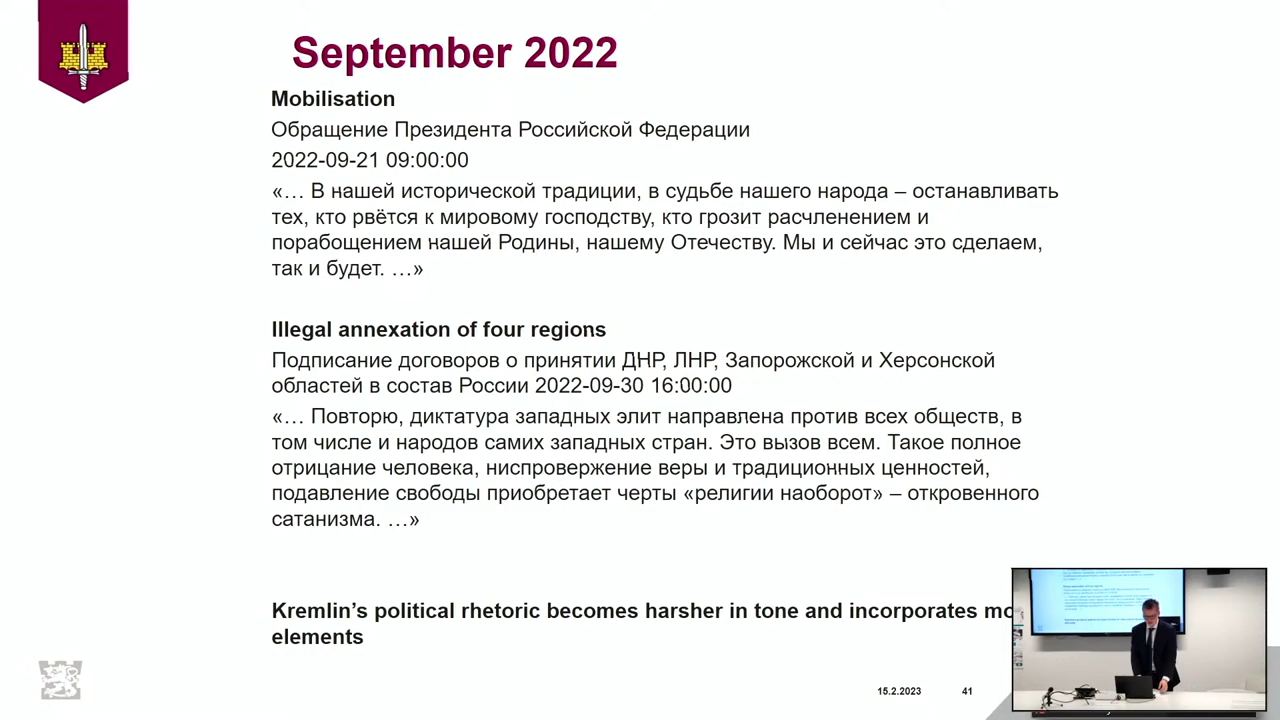 September 2022
Mobilisation
Обращение Президента Российской Федерации
2022-09-21 09:00:00
«… В нашей исторической традиции, в судьбе нашего народа – останавливать
тех, кто рвётся к мировому господству, кто грозит расчленением и
порабощением нашей Родины, нашему Отечеству. Мы и сейчас это сделаем,
так и будет. …»
Illegal annexation of four regions
Подписание договоров о принятии ДНР, ЛНР, Запорожской и Херсонской
областей в состав России 2022-09-30 16:00:00
«… Повторю, диктатура западных элит направлена против всех обществ, в
том числе и народов самих западных стран. Это вызов всем. Такое полное
отрицание человека, ниспровержение веры и традиционных ценностей,
подавление свободы приобретает черты «религии наоборот» – откровенного
сатанизма. …»
Kremlin's political rhetoric becomes harsher in tone and incorporates
elements
15.2.2023 41